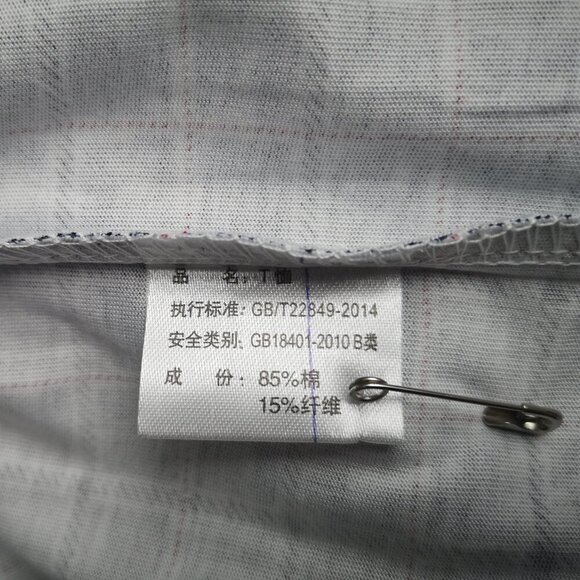 品 名: T恤
执行标准: GB/T22849-2014
安全类别: GB18401-2010 B类
成 份: 85%棉
15%纤维